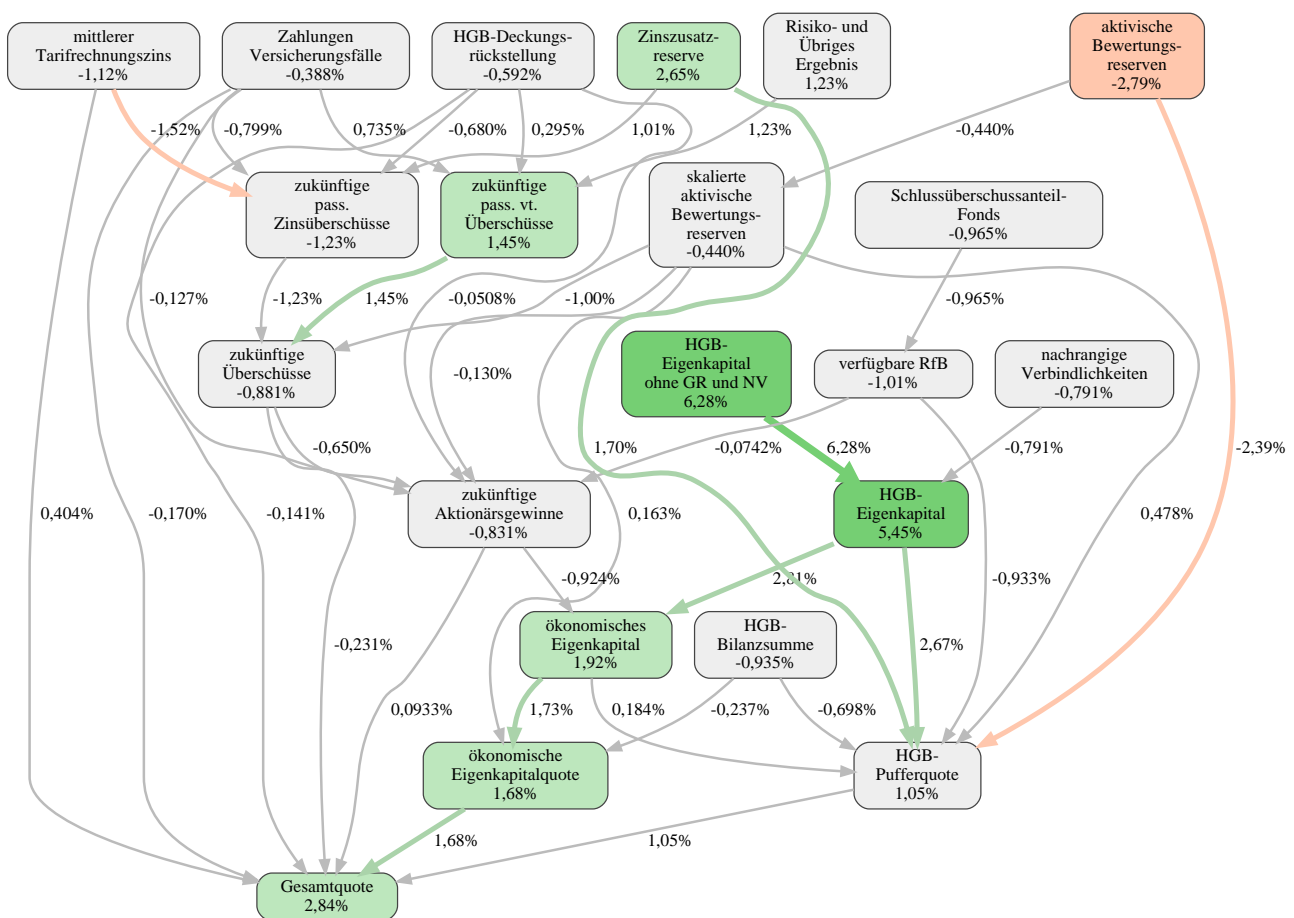 mittlerer
Tarifrechnungszins
-1,12%
Zahlungen
Versicherungsfälle
-0,388%
HGB-Deckungs-
rückstellung
-0,592%
Zinszusatz-
reserve
2,65%
Risiko- und
Übriges
Ergebnis
1,23%
aktivische
Bewertungs-
reserven
-2,79%
-1,52%
-0,799%
0,735%
-0,680%
0,295%
1,01%
1,23%
-0,440%
zukünftige
pass.
Zinsüberschüsse
-1,23%
zukünftige
pass. vt.
Überschüsse
1,45%
skalierte
aktivische
Bewertungs-
reserven
-0,440%
Schlussüberschussanteil-
Fonds
-0,965%
-0,127%
-1,23%
1,45%
-0,0508%
-1,00%
-0,965%
zukünftige
Überschüsse
-0,881%
HGB-
Eigenkapital
ohne GR und NV
6,28%
verfügbare RfB
-1,01%
nachrangige
Verbindlichkeiten
-0,791%
-0,130%
-0,650%
1,70%
-0,0742%
6,28%
-0,791%
-2,39%
zukünftige
Aktionärsgewinne
-0,831%
HGB-
Eigenkapital
5,45%
0,404%
-0,170%
-0,141%
0,163%
0,478%
-0,924%
2,81%
-0,933%
ökonomisches
Eigenkapital
1,92%
HGB-
Bilanzsumme
-0,935%
-0,231%
2,67%
0,0933%
1,73%
0,184%
-0,237%
-0,698%
ökonomische
Eigenkapitalquote
1,68%
HGB-
Pufferquote
1,05%
1,68%
1,05%
Gesamtquote
2,84%